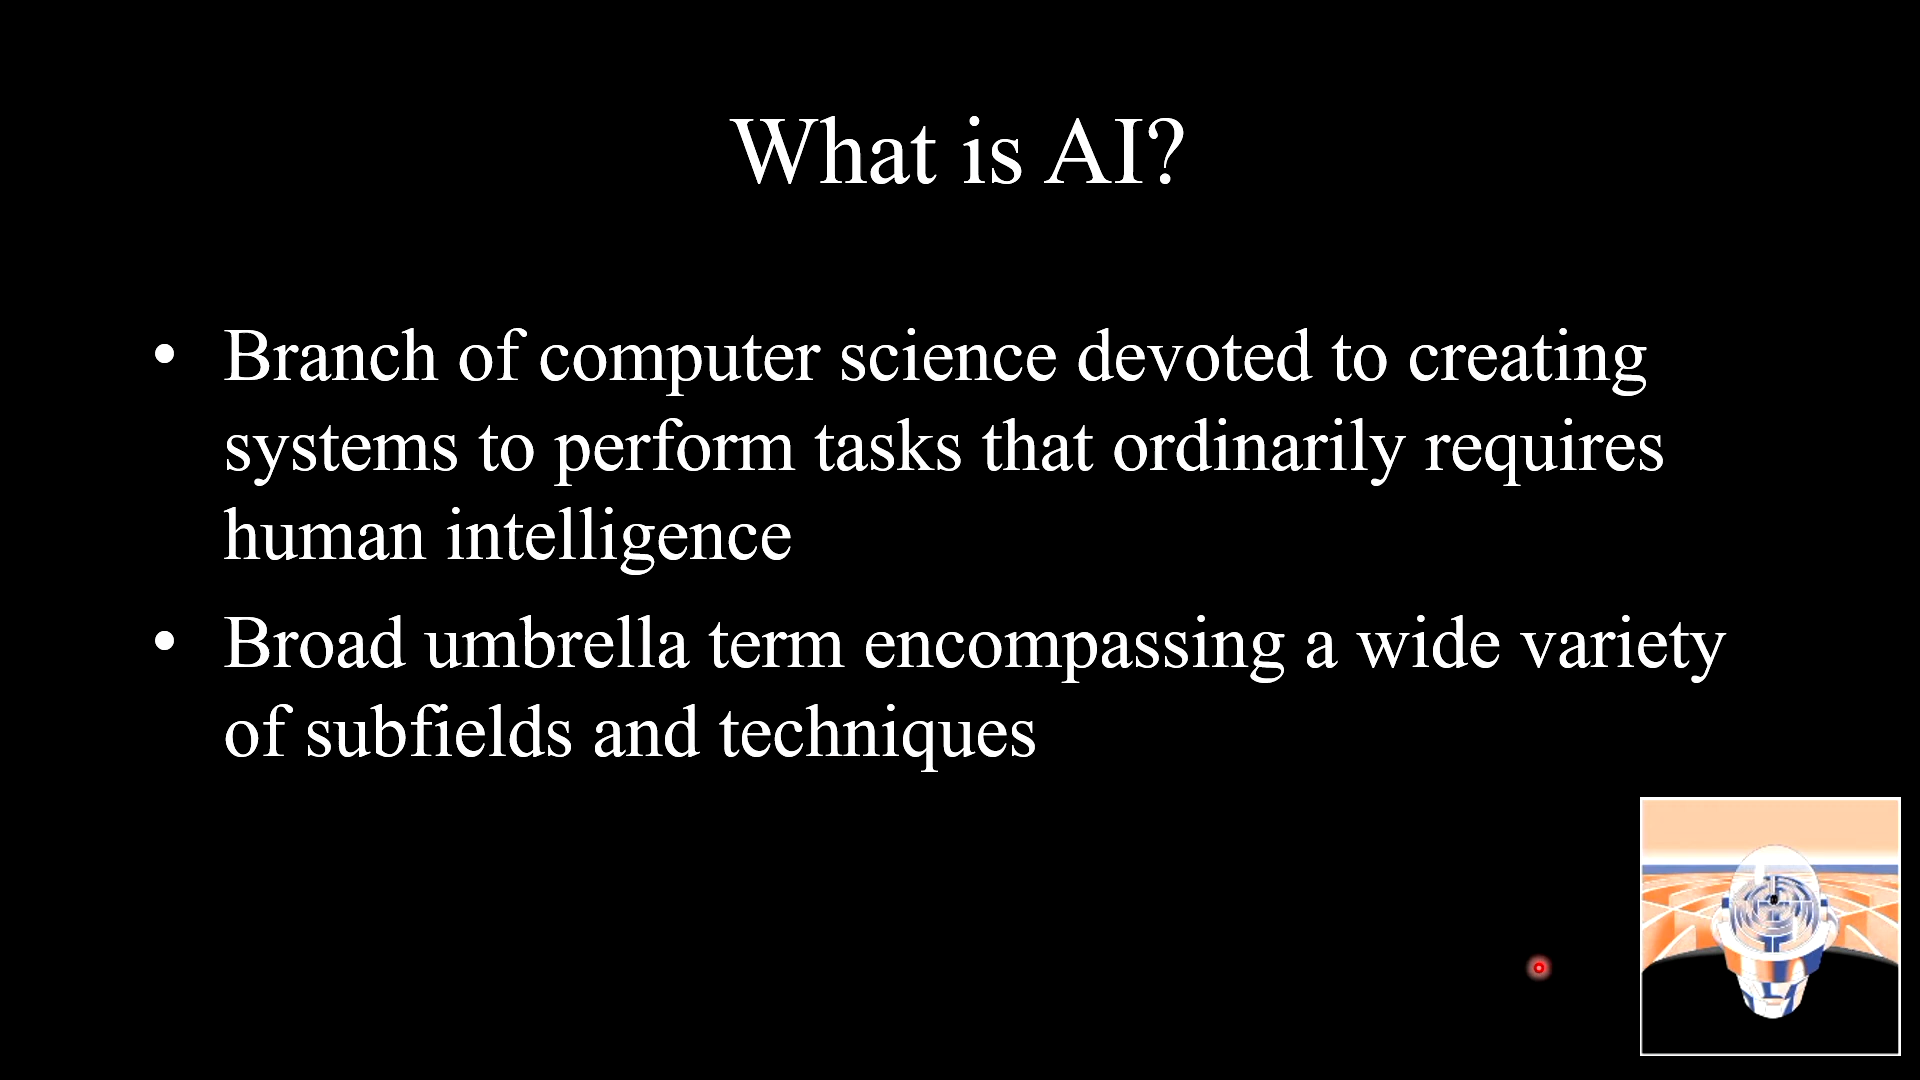 What is AI?
• Branch of computer science devoted to creating
systems to perform tasks that ordinarily requires
human intelligence
• Broad umbrella term encompassing a wide variety
of subfields and techniques